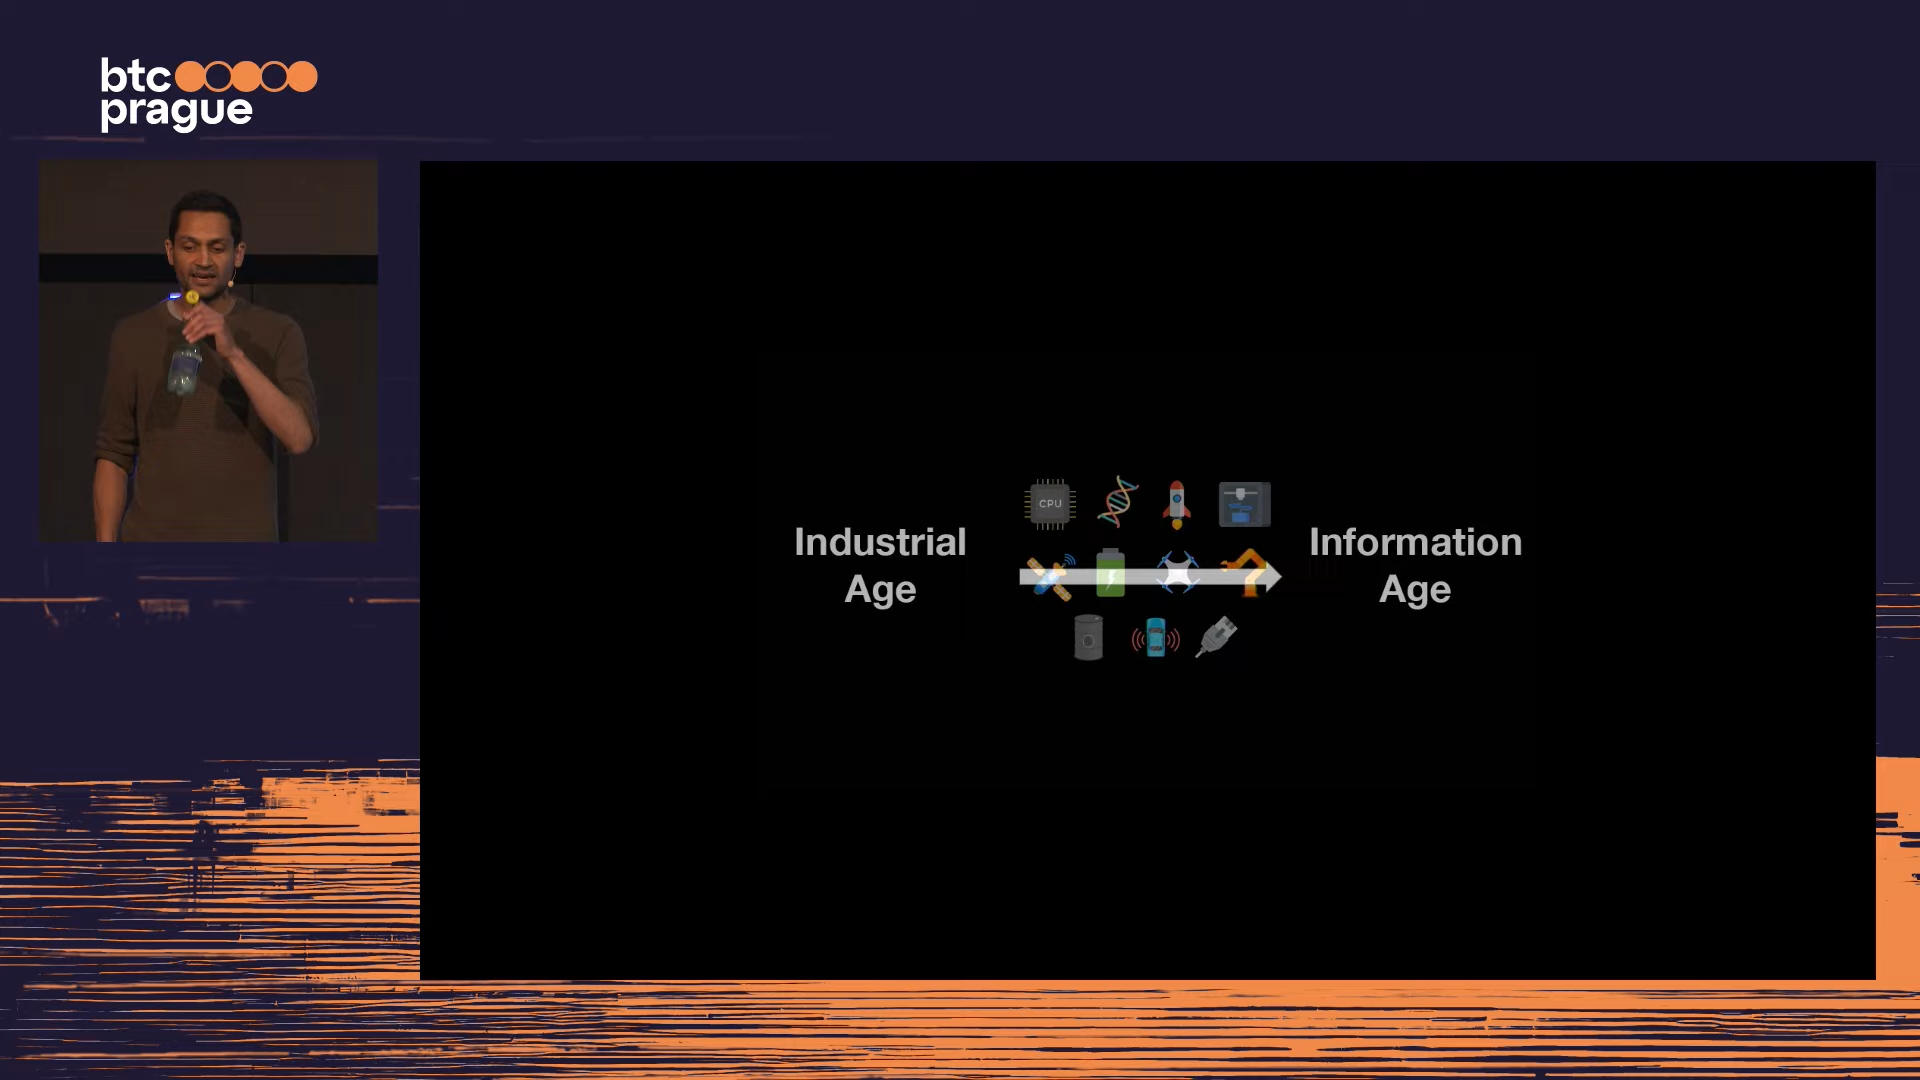 btc
prague
CPU
Industrial
Age
Information
Age